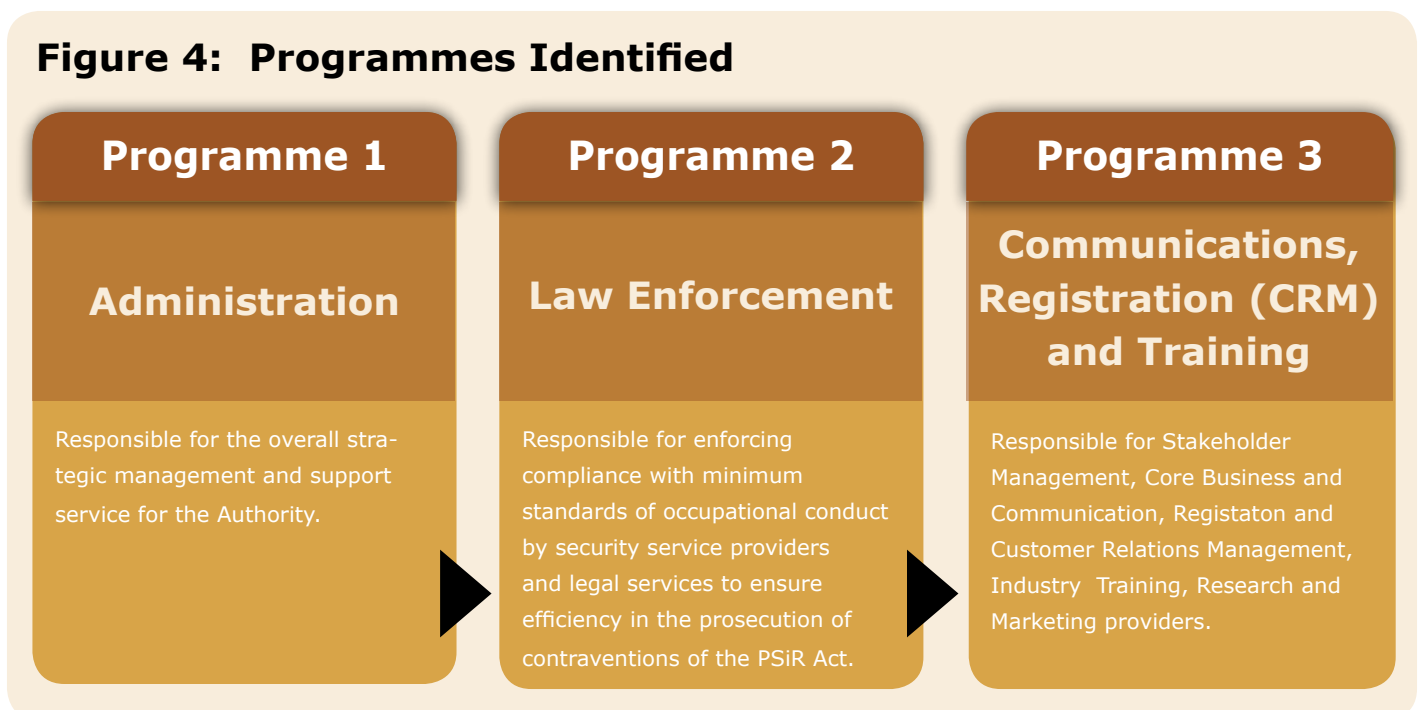 Figure 4:  Programmes Identified
Programme 1
Administration
Responsible for the overall stra-
tegic management and support
service for the Authority.
Programme 2
Law Enforcement
Responsible for enforcing
compliance with minimum
standards of occupational conduct
by security service providers
and legal services to ensure
efficiency in the prosecution of
contraventions of the PSiR Act.
Programme 3
Communications,
Registration (CRM)
and Training
Responsible for Stakeholder
Management, Core Business and
Communication, Registaton and
Customer Relations Management,
Industry  Training, Research and
Marketing providers.